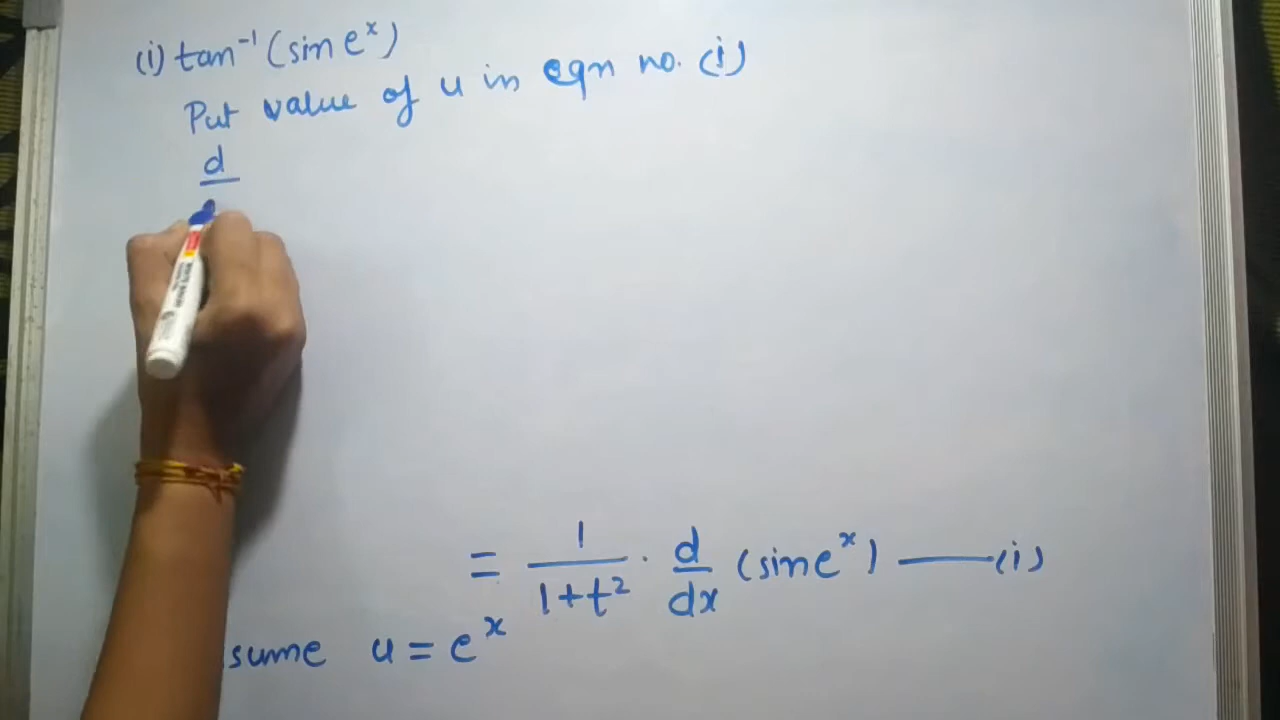 (i) tan⁻¹ (sin eˣ)
Put value of u in eqn no. (i)
d
= 1/(1+t²) · d/dx (sin eˣ) —— (i)
sume u = eˣ